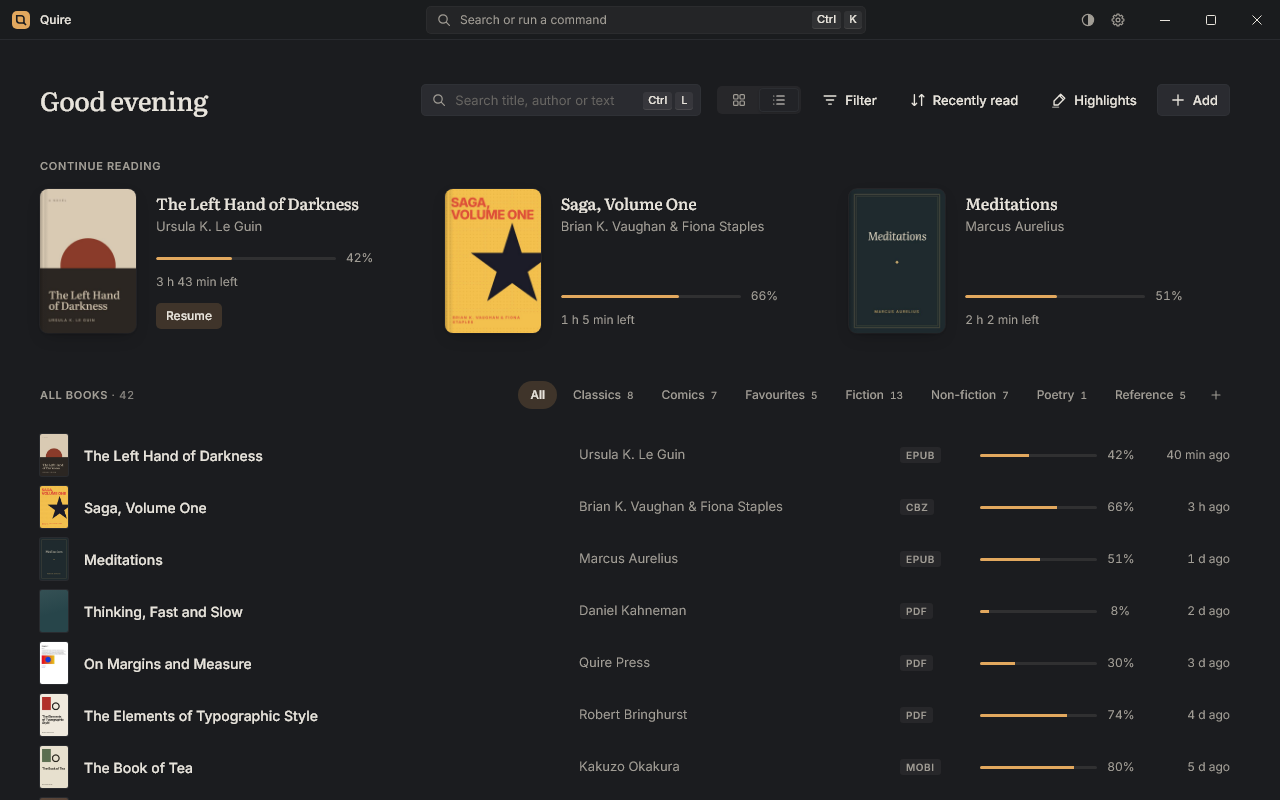 Quire
Search or run a command Ctrl K
Good evening
Search title, author or text Ctrl L
Filter
Recently read
Highlights
Add
CONTINUE READING
A NOVEL
The Left Hand
of Darkness
URSULA K. LE GUIN
The Left Hand of Darkness
Ursula K. Le Guin
42%
3 h 43 min left
Resume
SAGA,
VOLUME ONE
BRIAN K. VAUGHAN & FIONA
STAPLES
Saga, Volume One
Brian K. Vaughan & Fiona Staples
66%
1 h 5 min left
Meditations
MARCUS AURELIUS
Meditations
Marcus Aurelius
51%
2 h 2 min left
ALL BOOKS · 42
All
Classics 8
Comics 7
Favourites 5
Fiction 13
Non-fiction 7
Poetry 1
Reference 5
The Left Hand of Darkness Ursula K. Le Guin EPUB 42% 40 min ago
Saga, Volume One Brian K. Vaughan & Fiona Staples CBZ 66% 3 h ago
Meditations Marcus Aurelius EPUB 51% 1 d ago
Thinking, Fast and Slow Daniel Kahneman PDF 8% 2 d ago
On Margins and Measure Quire Press PDF 30% 3 d ago
The Elements of Typographic Style Robert Bringhurst PDF 74% 4 d ago
The Book of Tea Kakuzo Okakura MOBI 80% 5 d ago